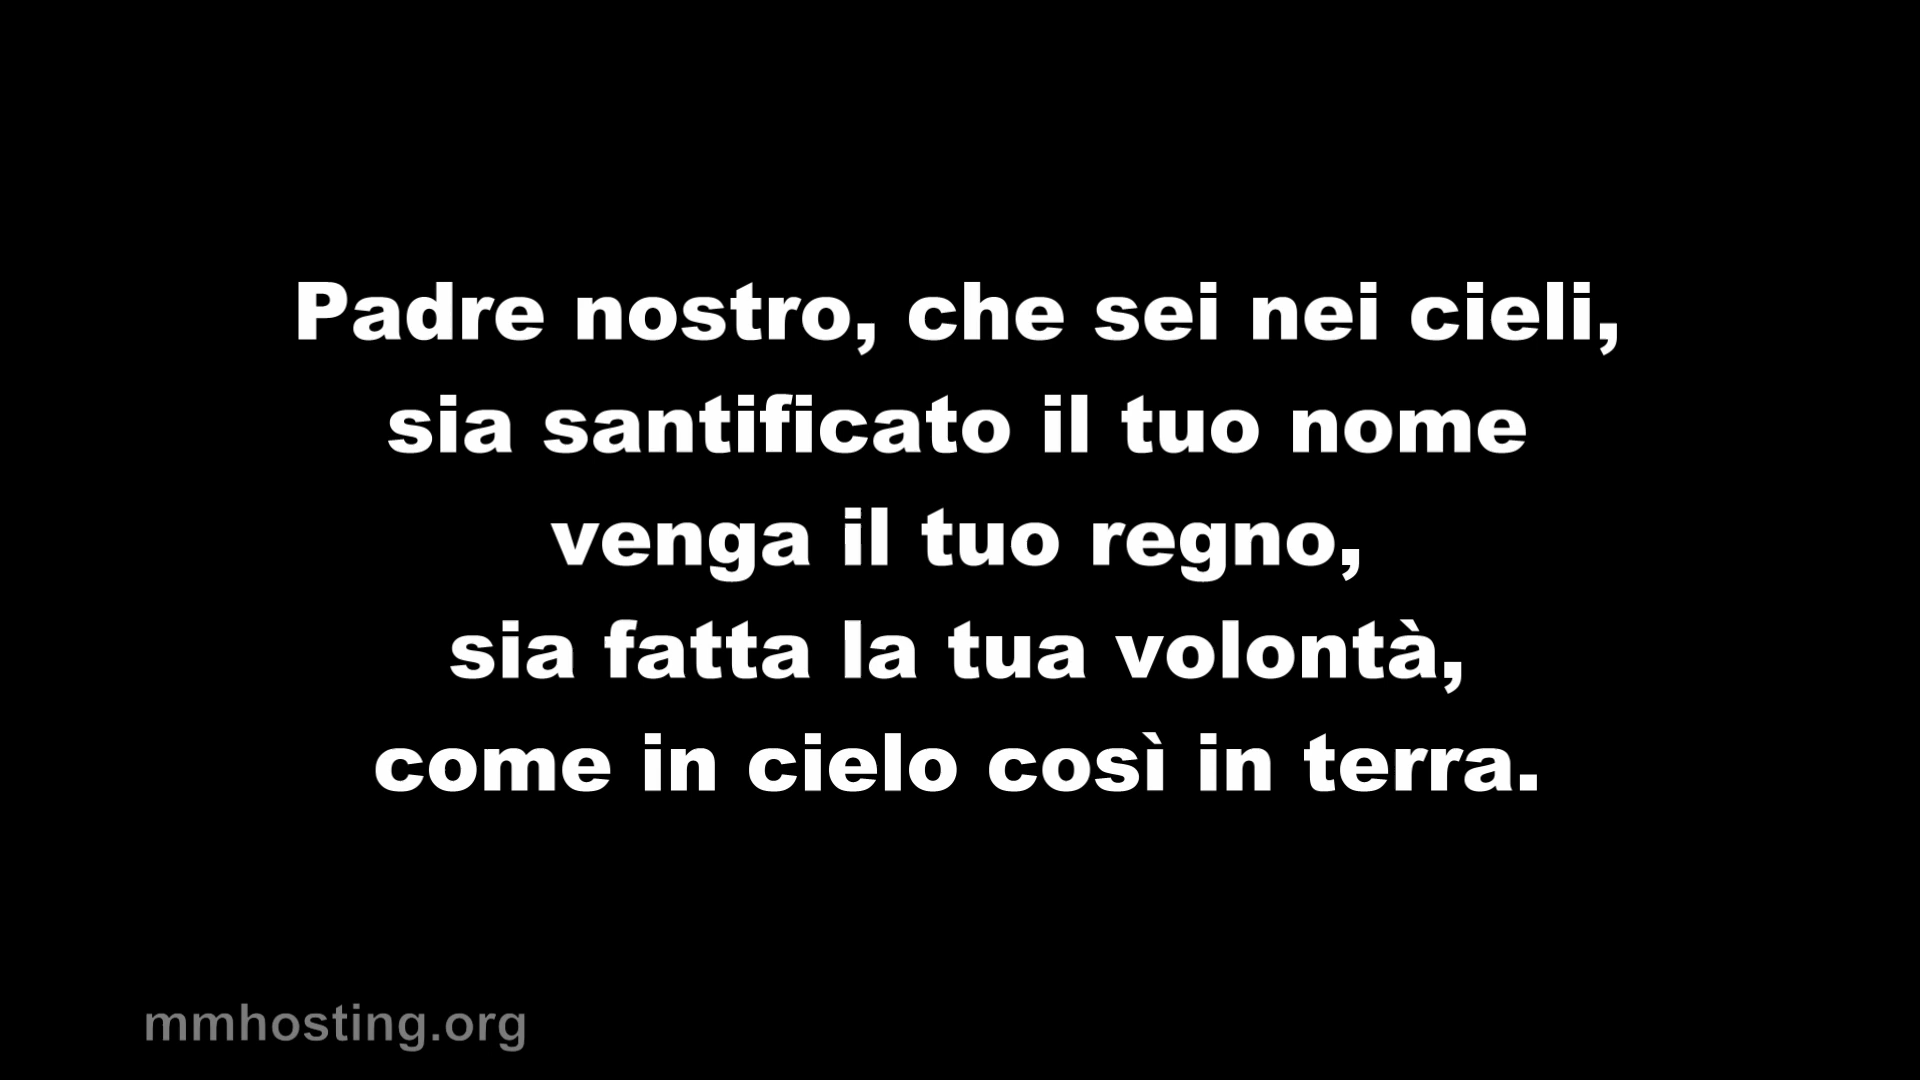 Padre nostro, che sei nei cieli,
sia santificato il tuo nome
venga il tuo regno,
sia fatta la tua volontà,
come in cielo così in terra.
mmhosting.org